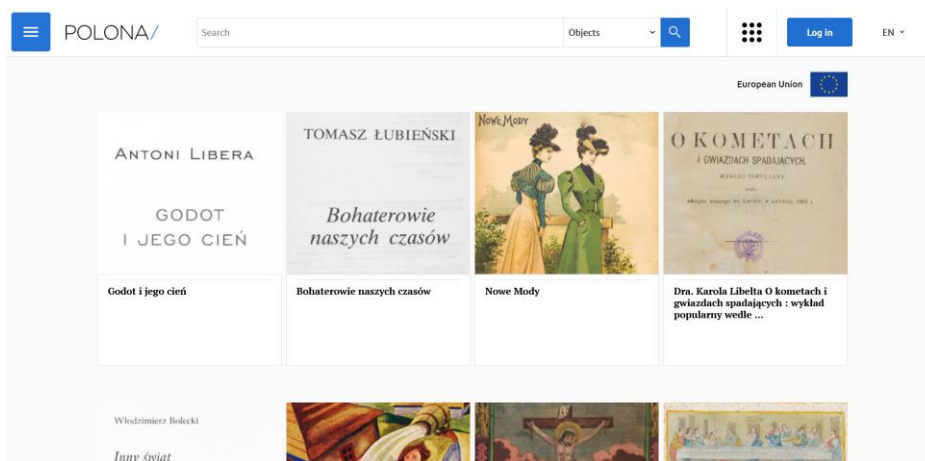 POLONA/
Search
Objects
Log in
EN
European Union
ANTONI LIBERA
GODOT
I JEGO CIEŃ
TOMASZ ŁUBIEŃSKI
Bohaterowie
naszych czasów
NOWE MODY
O KOMETACH
I GWIAZDACH SPADAJĄCYCH.
WYKŁAD POPULARNY
Godot i jego cień
Bohaterowie naszych czasów
Nowe Mody
Dra. Karola Libelta O kometach i
gwiazdach spadających : wykład
popularny wedle ...
Włodzimierz Bolecki
Inny świat